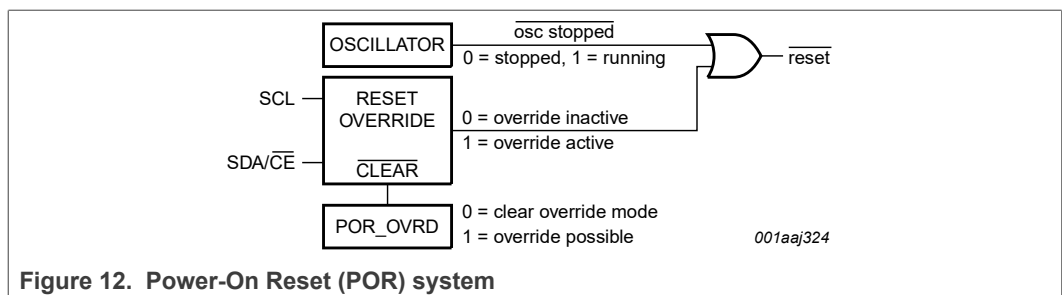 OSCILLATOR
osc stopped
0 = stopped, 1 = running
reset
SCL
RESET
OVERRIDE
0 = override inactive
1 = override active
SDA/CE
CLEAR
POR_OVRD
0 = clear override mode
1 = override possible
001aaj324
Figure 12. Power-On Reset (POR) system